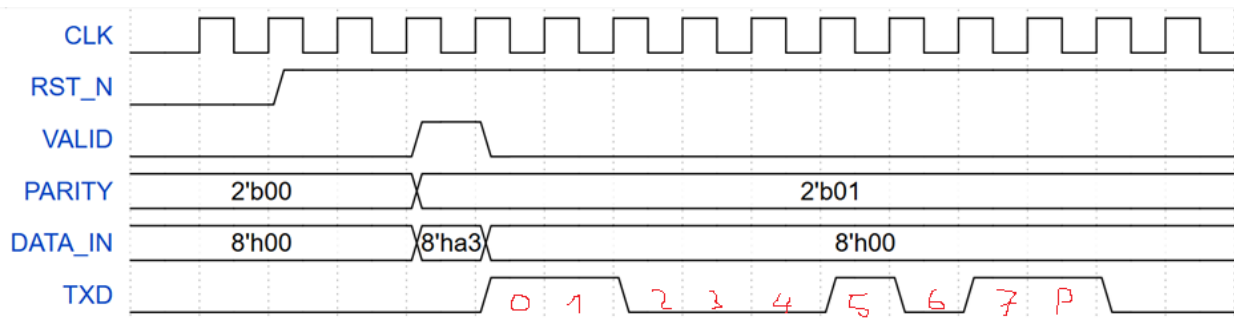 CLK
RST_N
VALID
PARITY 2'b00 2'b01
DATA_IN 8'h00 8'ha3 8'h00
TXD 0 1 2 3 4 5 6 7 P